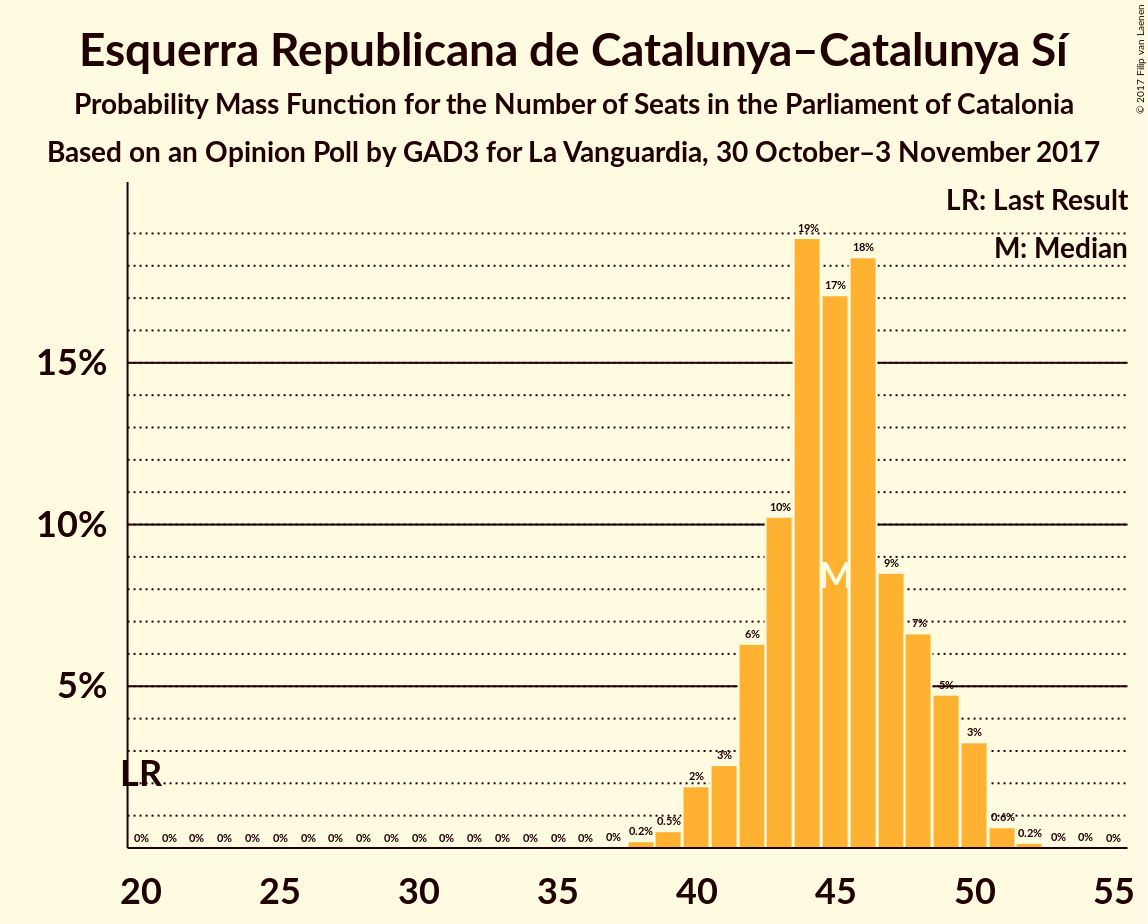 Esquerra Republicana de Catalunya–Catalunya Sí
Probability Mass Function for the Number of Seats in the Parliament of Catalonia
Based on an Opinion Poll by GAD3 for La Vanguardia, 30 October–3 November 2017
© 2017 Filip van Laenen
LR: Last Result
M: Median
19%
18%
17%
15%
10%
10%
M
9%
7%
6%
5%
5%
3%
3%
LR
2%
0% 0% 0% 0% 0% 0% 0% 0% 0% 0% 0% 0% 0% 0% 0% 0% 0% 0% 0.2% 0.5% 0.6% 0.2% 0% 0% 0%
20 25 30 35 40 45 50 55